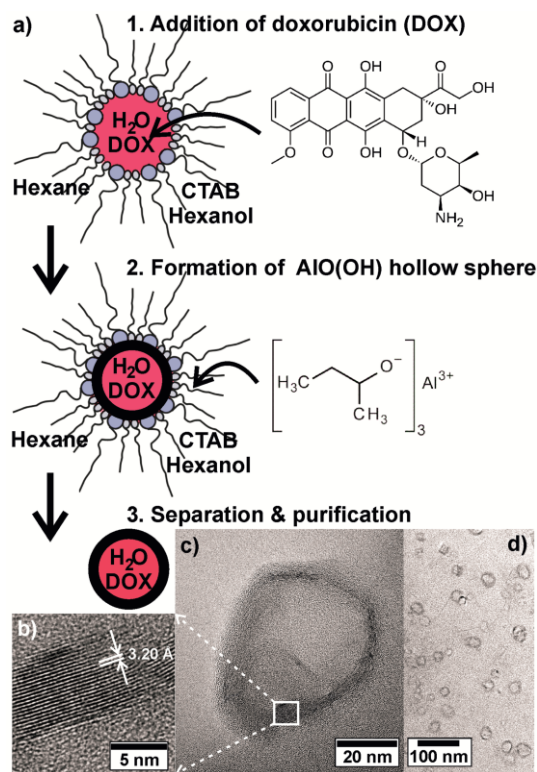 a)
1. Addition of doxorubicin (DOX)
H₂O
DOX
Hexane
CTAB
Hexanol
O
OH
O
OH
OH
O
O
OH
O
OH
O
O
OH
NH₂
2. Formation of AlO(OH) hollow sphere
H₂O
DOX
Hexane
CTAB
Hexanol
H₃C
O⁻
CH₃
3
Al³⁺
3. Separation & purification
H₂O
DOX
b)
3.20 Å
5 nm
c)
20 nm
d)
100 nm